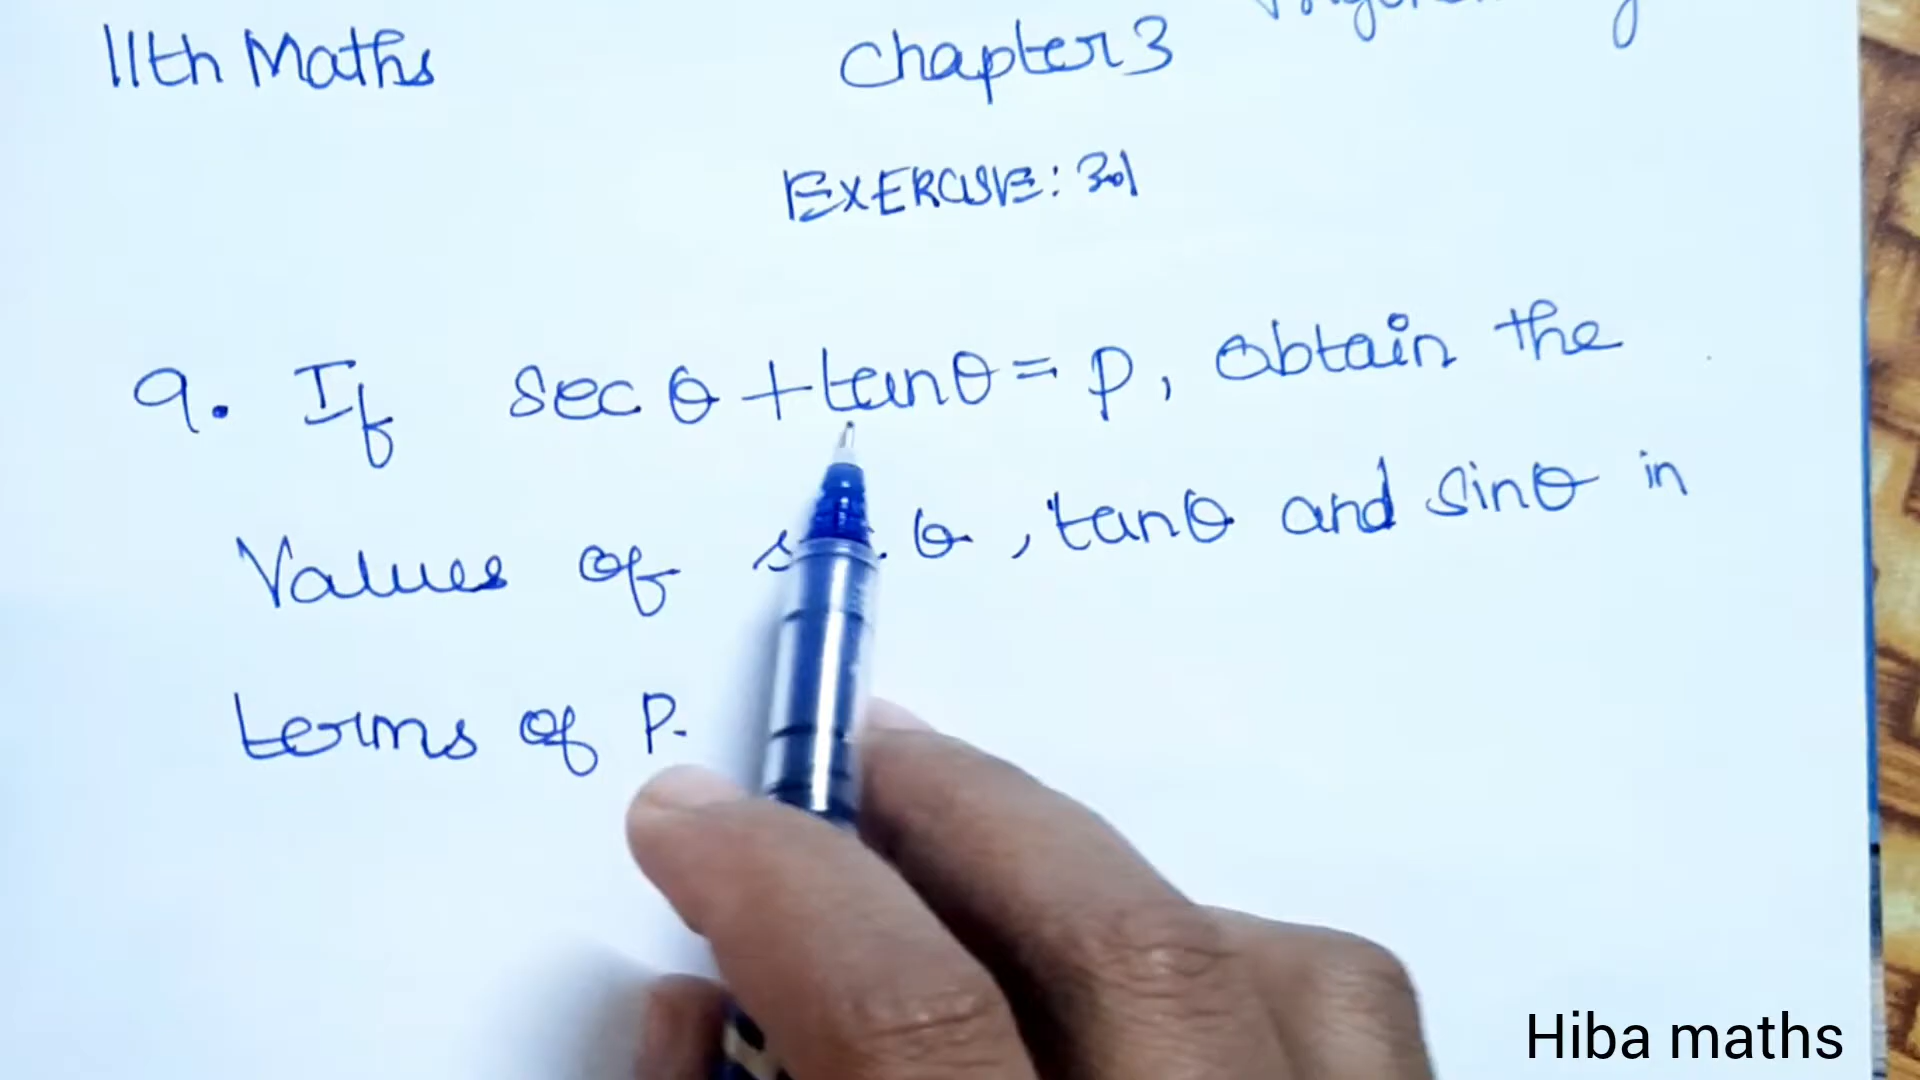 11th Maths Chapter 3
EXERCISE: 3.1
9. If sec θ + tan θ = P, obtain the
Values of θ, tan θ and sin θ in
terms of P.
Hiba maths